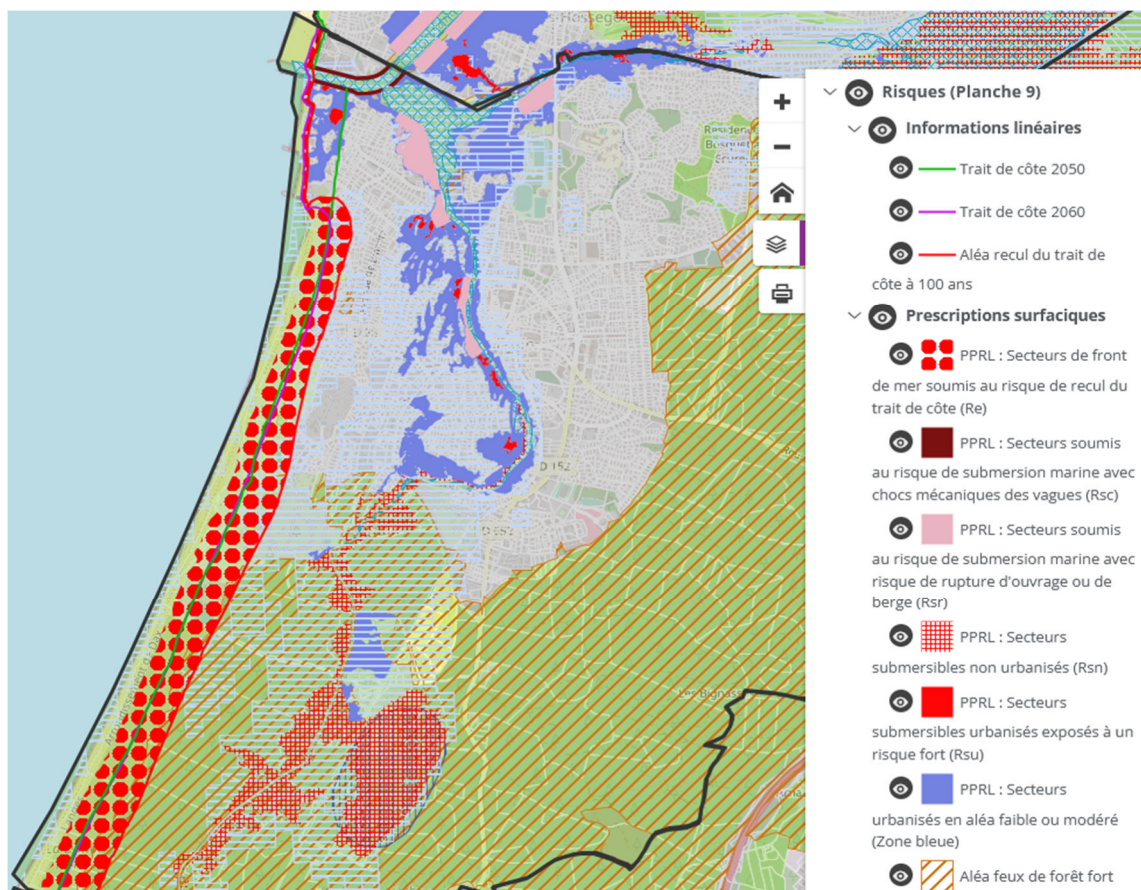 s-Hossegor
Risques (Planche 9)
Informations linéaires
Trait de côte 2050
Trait de côte 2060
Aléa recul du trait de
côte à 100 ans
Prescriptions surfaciques
PPRL : Secteurs de front
de mer soumis au risque de recul du
trait de côte (Re)
PPRL : Secteurs soumis
au risque de submersion marine avec
chocs mécaniques des vagues (Rsc)
PPRL : Secteurs soumis
au risque de submersion marine avec
risque de rupture d'ouvrage ou de
berge (Rsr)
PPRL : Secteurs
submersibles non urbanisés (Rsn)
PPRL : Secteurs
submersibles urbanisés exposés à un
risque fort (Rsu)
PPRL : Secteurs
urbanisés en aléa faible ou modéré
(Zone bleue)
Aléa feux de forêt fort
D 152
Les Bignass